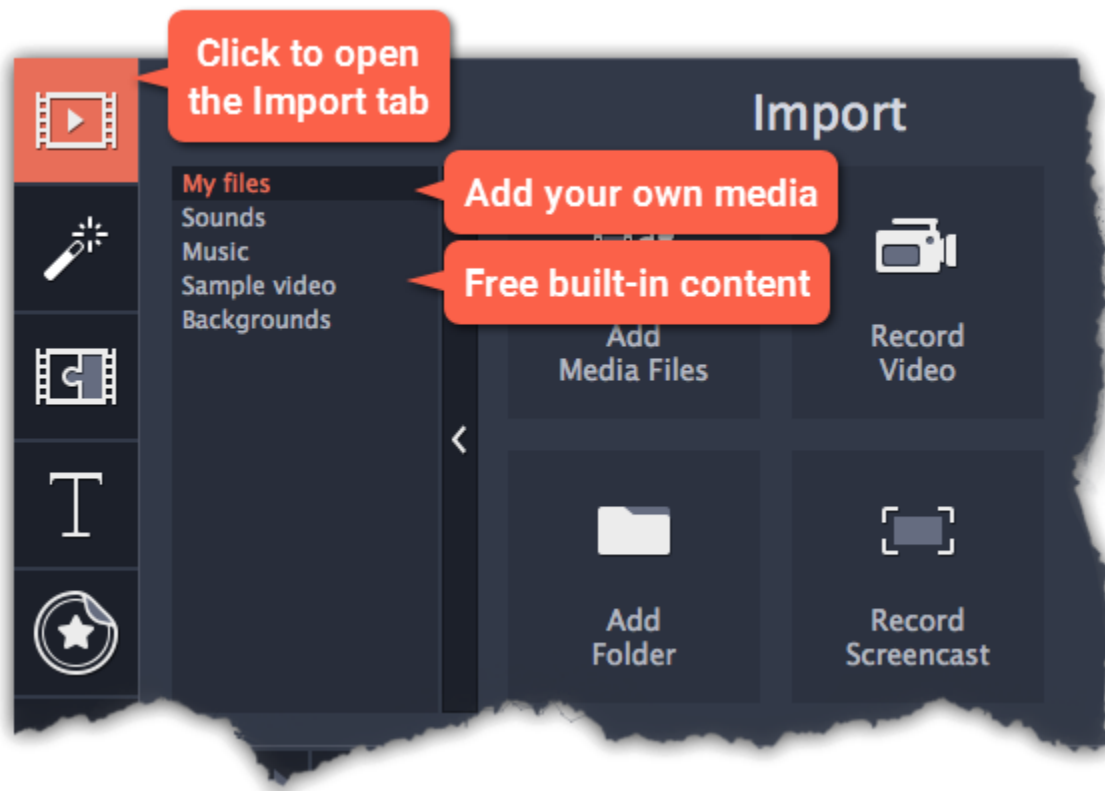 Click to open
the Import tab
Import
My files
Add your own media
Sounds
Music
Sample video
Free built-in content
Backgrounds
Add
Media Files
Record
Video
Add
Folder
Record
Screencast